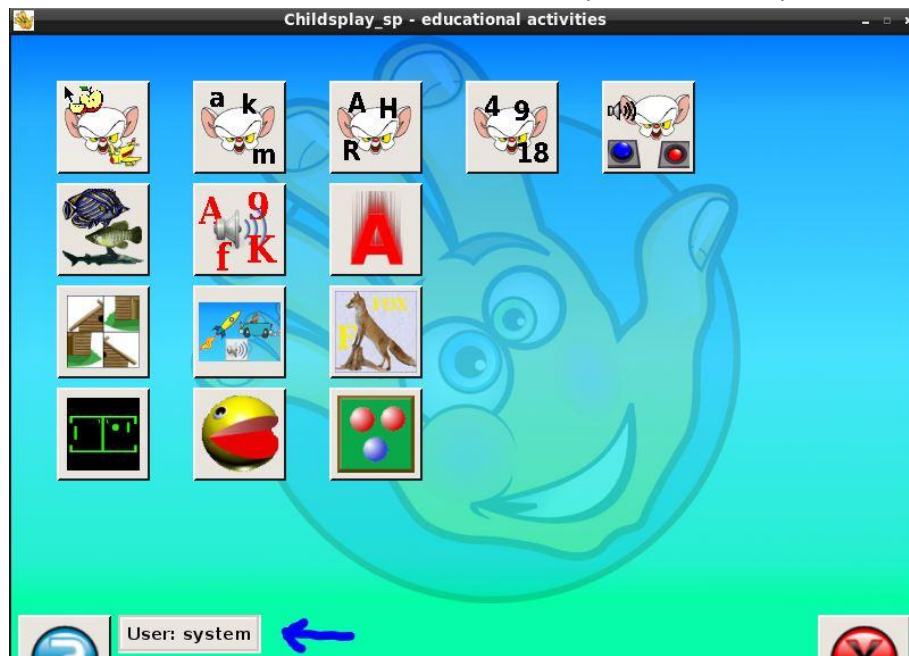 Childsplay_sp - educational activities
a k m
A H R
4 9 18
A 9 f K
A
FOX
F
User: system